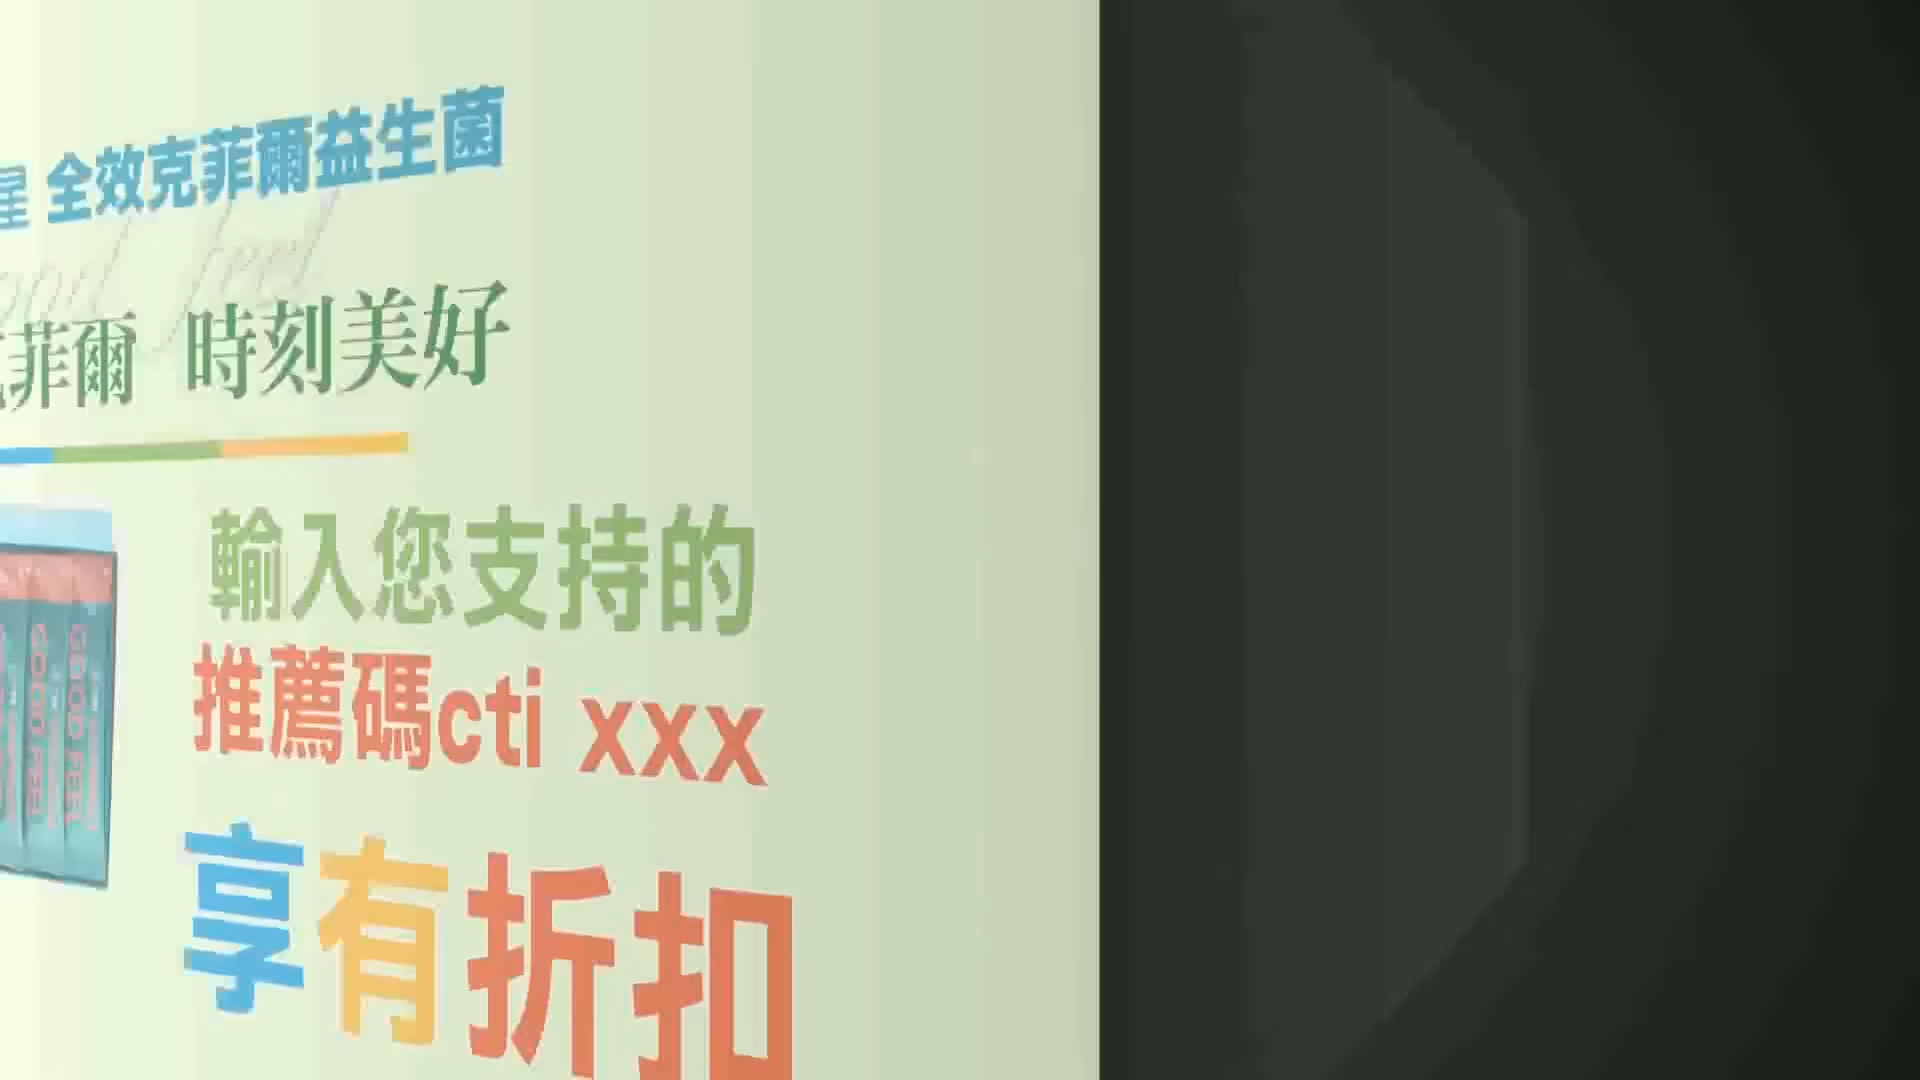 全效克菲爾益生菌
菲爾 時刻美好
輸入您支持的
推薦碼cti xxx
享有折扣
GOOD FEEL
GOOD FEEL